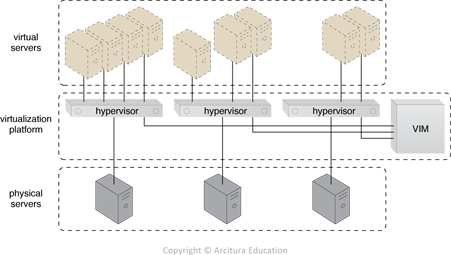 virtual
servers
hypervisor
hypervisor
hypervisor
virtualization
platform
VIM
physical
servers
Copyright © Arcitura Education